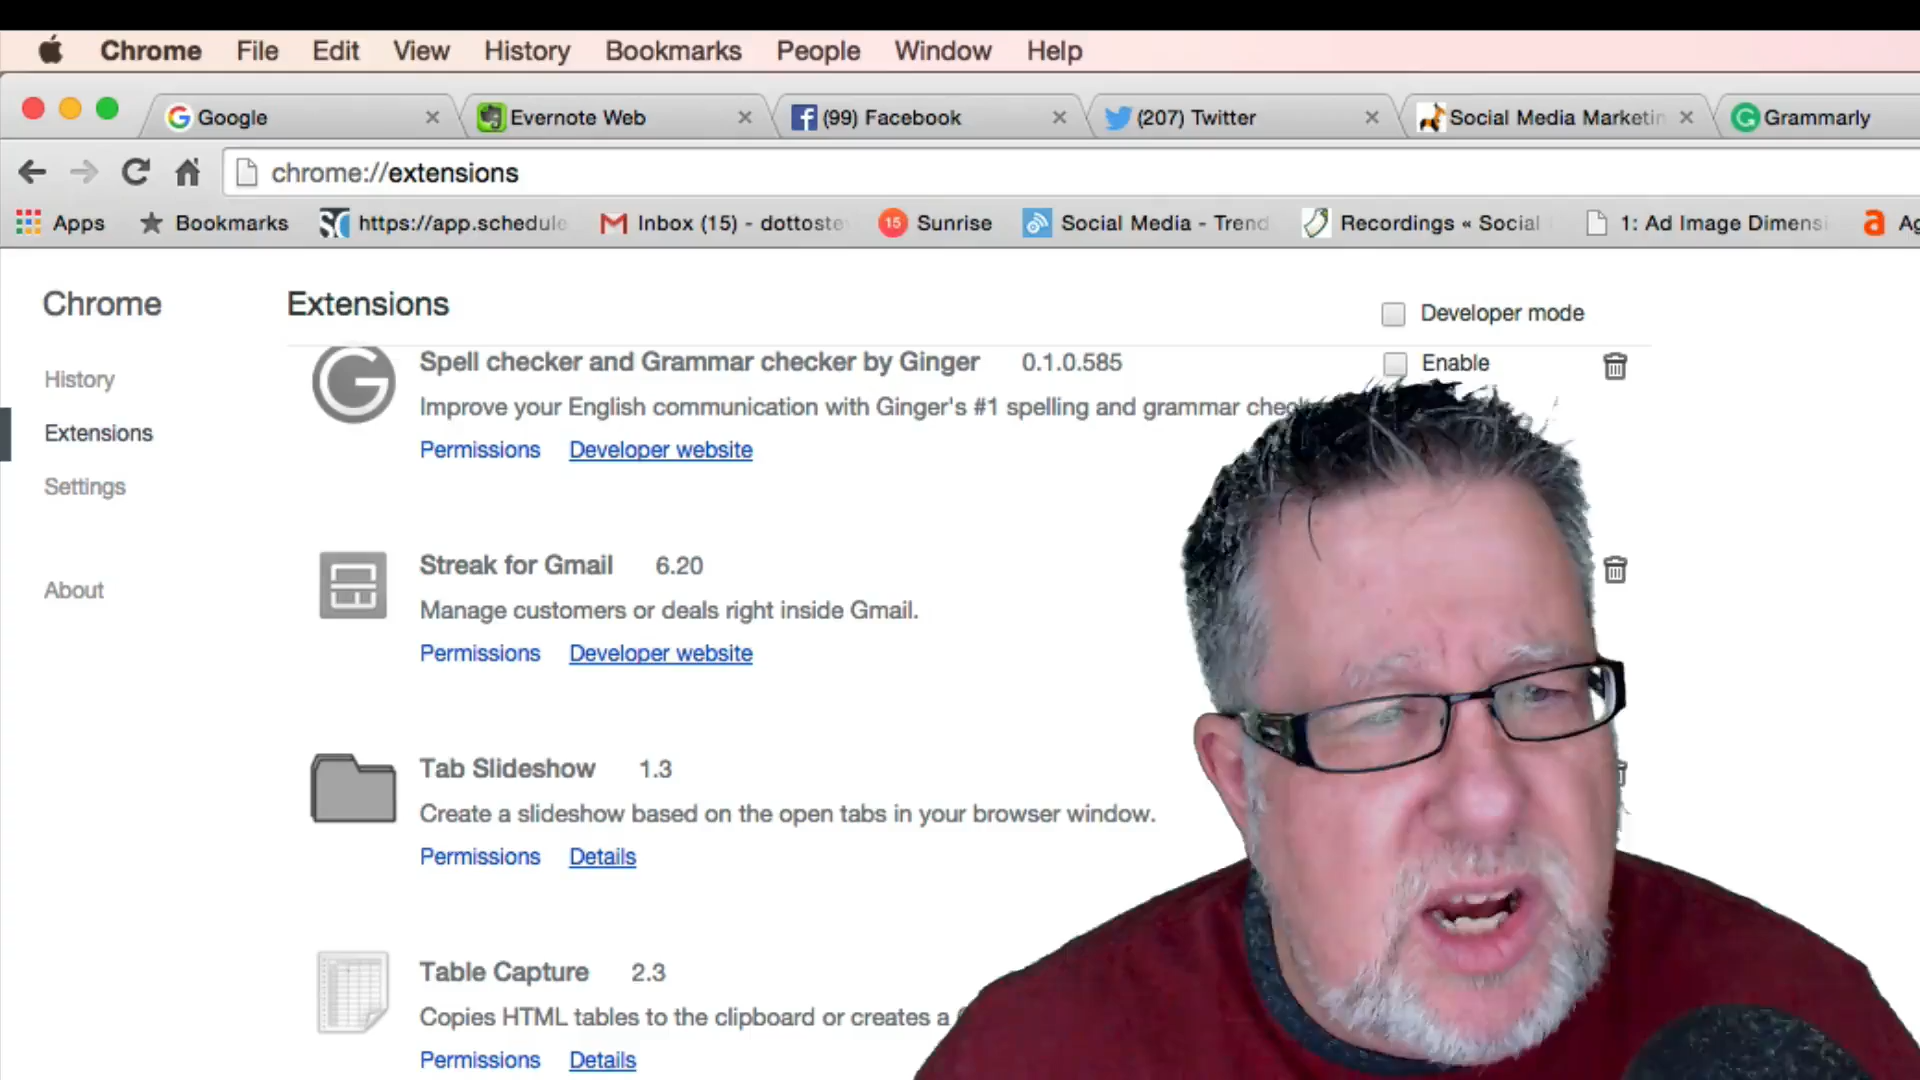 Chrome File Edit View History Bookmarks People Window Help
Google Evernote Web (99) Facebook (207) Twitter Social Media Marketin Grammarly
chrome://extensions
Apps Bookmarks https://app.schedule Inbox (15) - dottoste 15 Sunrise Social Media - Trend Recordings « Social 1: Ad Image Dimensi a Ag
Chrome
Extensions
Developer mode
History
Extensions
Settings
About
Spell checker and Grammar checker by Ginger 0.1.0.585
Enable
Improve your English communication with Ginger's #1 spelling and grammar check
Permissions Developer website
Streak for Gmail 6.20
Manage customers or deals right inside Gmail.
Permissions Developer website
Tab Slideshow 1.3
Create a slideshow based on the open tabs in your browser window.
Permissions Details
Table Capture 2.3
Copies HTML tables to the clipboard or creates a
Permissions Details